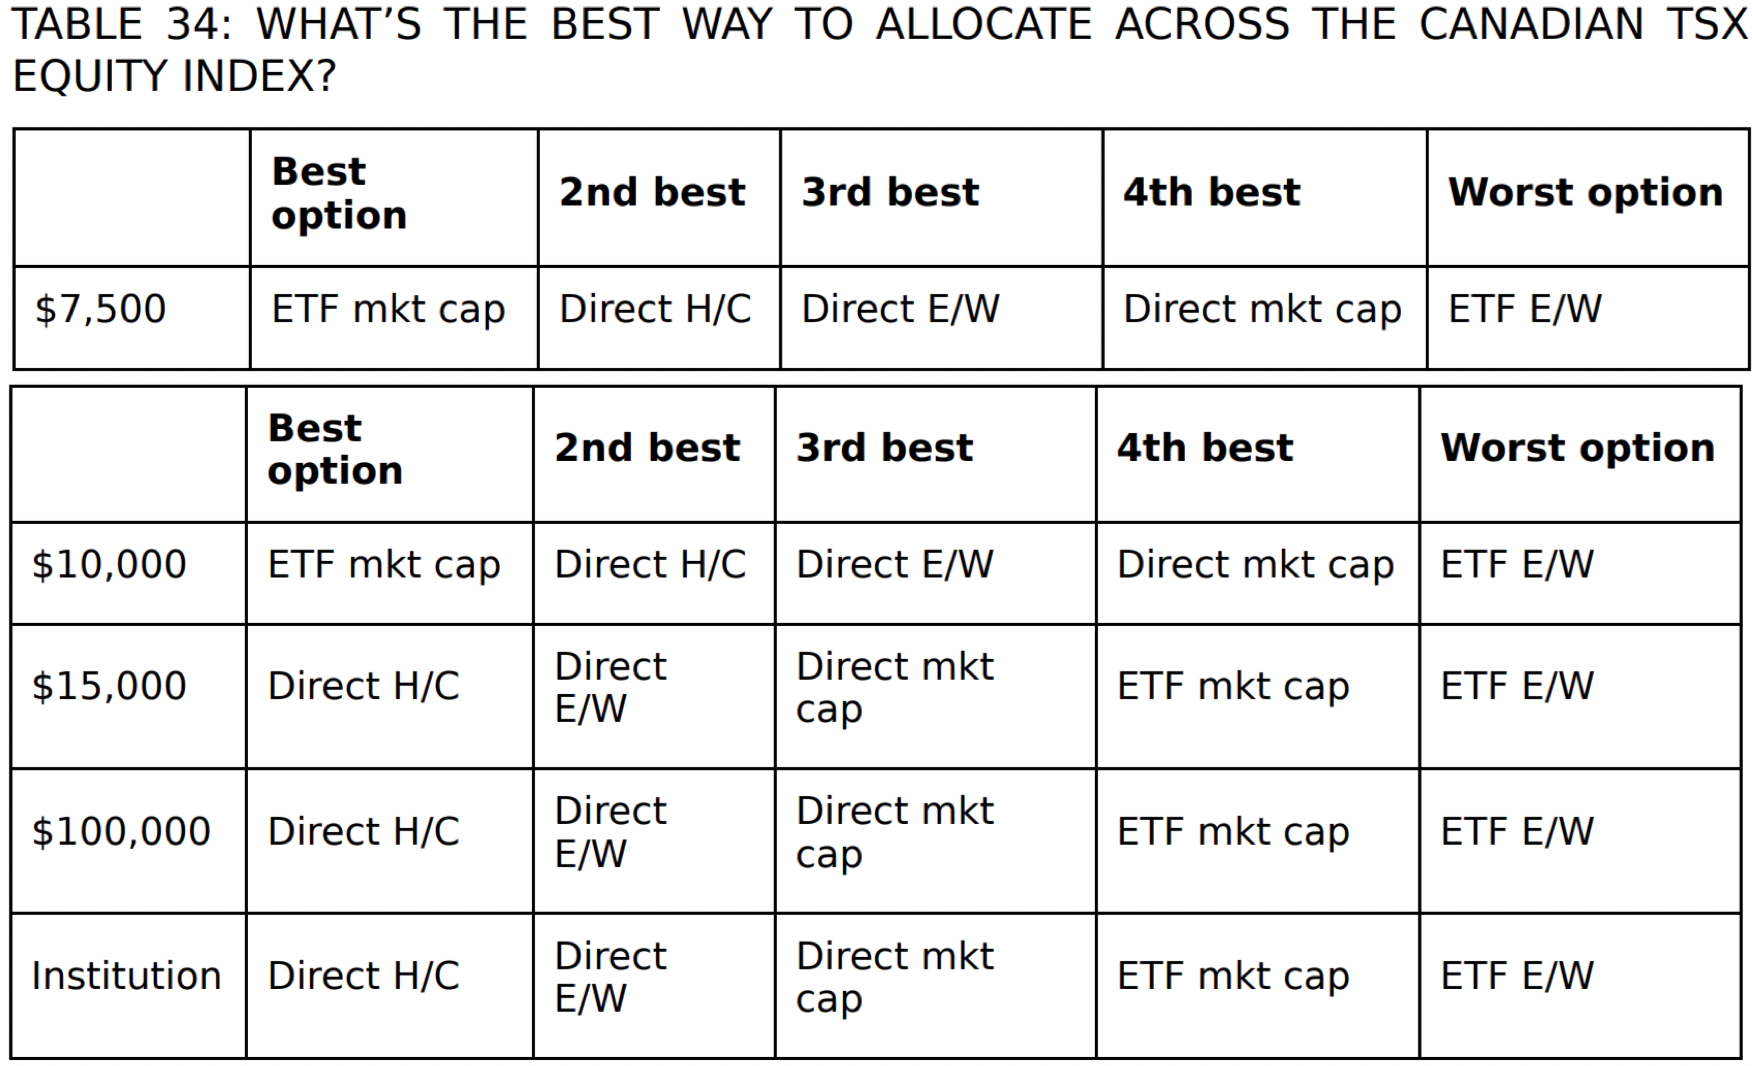 TABLE 34: WHAT’S THE BEST WAY TO ALLOCATE ACROSS THE CANADIAN TSX
EQUITY INDEX?
Best
option
2nd best
3rd best
4th best
Worst option
$7,500
ETF mkt cap
Direct H/C
Direct E/W
Direct mkt cap
ETF E/W
Best
option
2nd best
3rd best
4th best
Worst option
$10,000
ETF mkt cap
Direct H/C
Direct E/W
Direct mkt cap
ETF E/W
$15,000
Direct H/C
Direct
E/W
Direct mkt
cap
ETF mkt cap
ETF E/W
$100,000
Direct H/C
Direct
E/W
Direct mkt
cap
ETF mkt cap
ETF E/W
Institution
Direct H/C
Direct
E/W
Direct mkt
cap
ETF mkt cap
ETF E/W